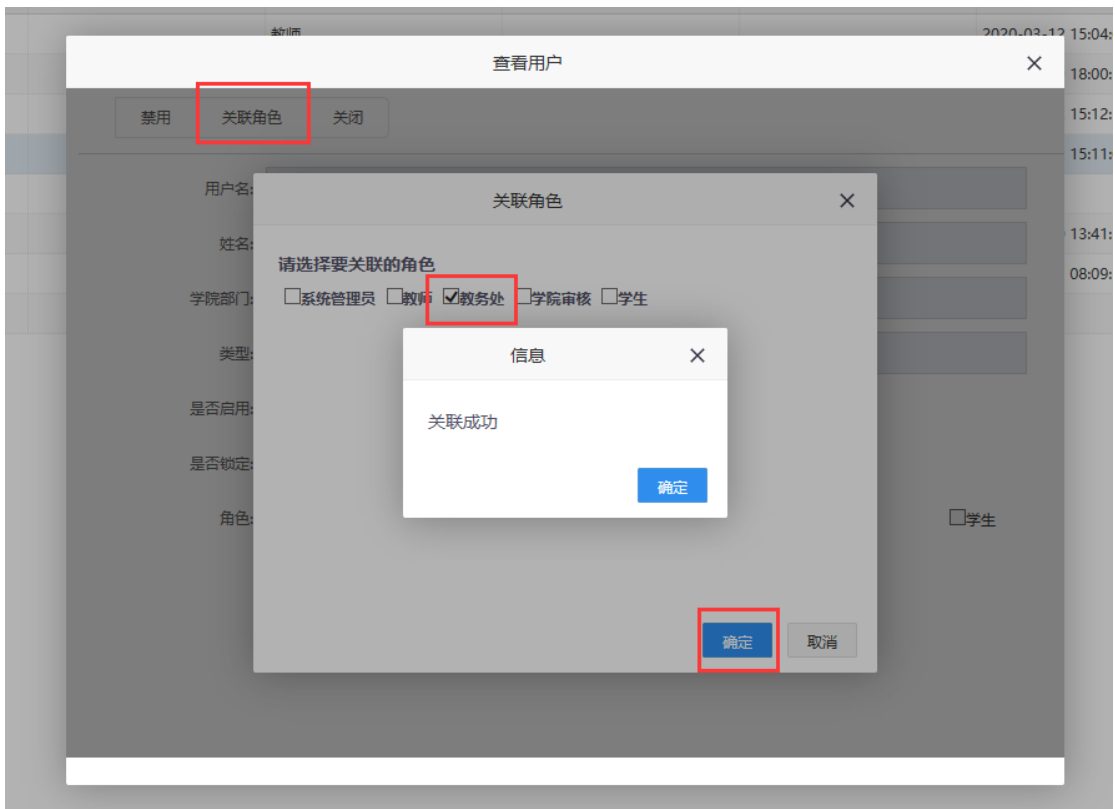 教师 2020-03-12 15:04:
查看用户
18:00:
禁用 关联角色 关闭
15:12:
15:11:
用户名:
关联角色
姓名:
13:41:
请选择要关联的角色
08:09:
学院部门:
系统管理员 教师 教务处 学院审核 学生
类型:
信息
是否启用:
关联成功
是否锁定:
确定
角色:
学生
确定 取消